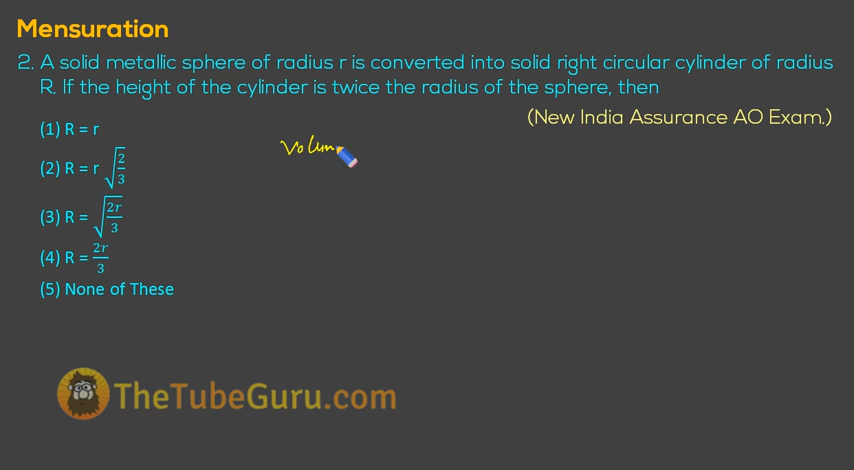 Mensuration
2. A solid metallic sphere of radius r is converted into solid right circular cylinder of radius
R. If the height of the cylinder is twice the radius of the sphere, then
(New India Assurance AO Exam.)
(1) R = r
(2) R = r √(2/3)
(3) R = √(2r/3)
(4) R = 2r/3
(5) None of These
Volum
TheTubeGuru.com